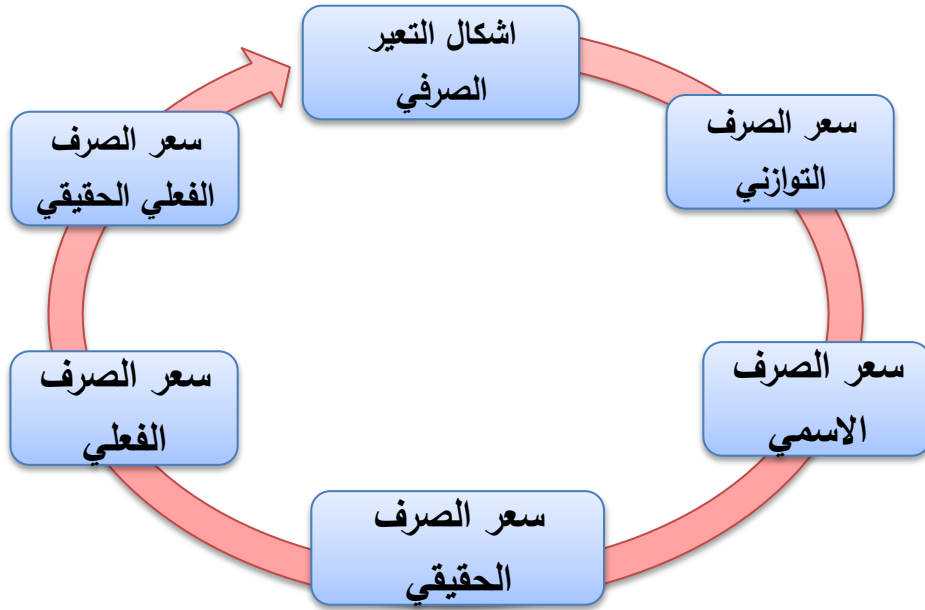 اشكال التعير
الصرفي
سعر الصرف
التوازني
سعر الصرف
الاسمي
سعر الصرف
الحقيقي
سعر الصرف
الفعلي
سعر الصرف
الفعلي الحقيقي